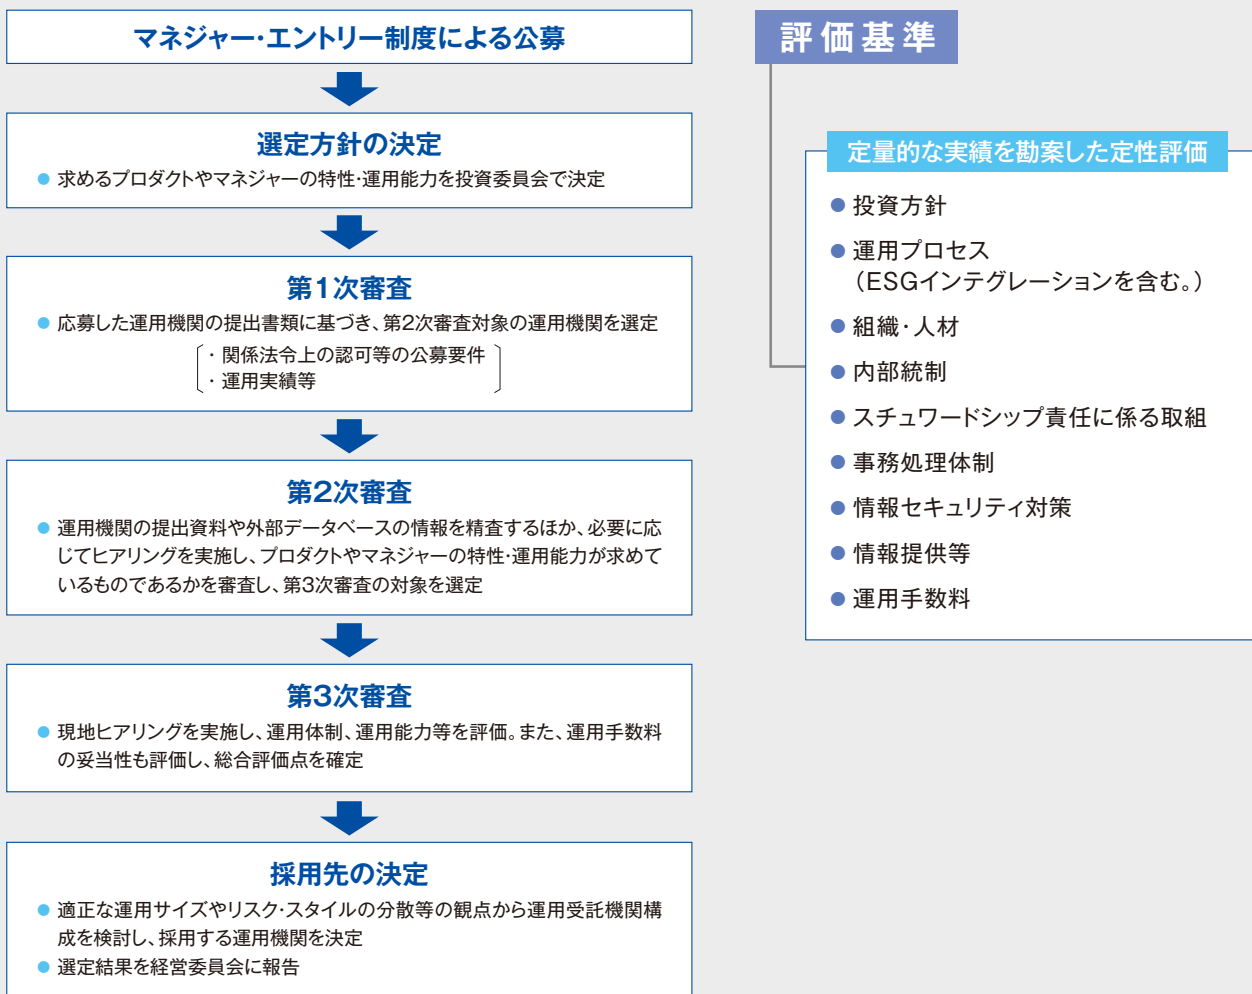 マネジャー・エントリー制度による公募
選定方針の決定
● 求めるプロダクトやマネジャーの特性・運用能力を投資委員会で決定
第1次審査
● 応募した運用機関の提出書類に基づき、第2次審査対象の運用機関を選定
・関係法令上の認可等の公募要件
・運用実績等
第2次審査
● 運用機関の提出資料や外部データベースの情報を精査するほか、必要に応
じてヒアリングを実施し、プロダクトやマネジャーの特性・運用能力が求めて
いるものであるかを審査し、第3次審査の対象を選定
第3次審査
● 現地ヒアリングを実施し、運用体制、運用能力等を評価。また、運用手数料
の妥当性も評価し、総合評価点を確定
採用先の決定
● 適正な運用サイズやリスク・スタイルの分散等の観点から運用受託機関構
成を検討し、採用する運用機関を決定
● 選定結果を経営委員会に報告
評価基準
定量的な実績を勘案した定性評価
● 投資方針
● 運用プロセス
（ESGインテグレーションを含む。）
● 組織・人材
● 内部統制
● スチュワードシップ責任に係る取組
● 事務処理体制
● 情報セキュリティ対策
● 情報提供等
● 運用手数料